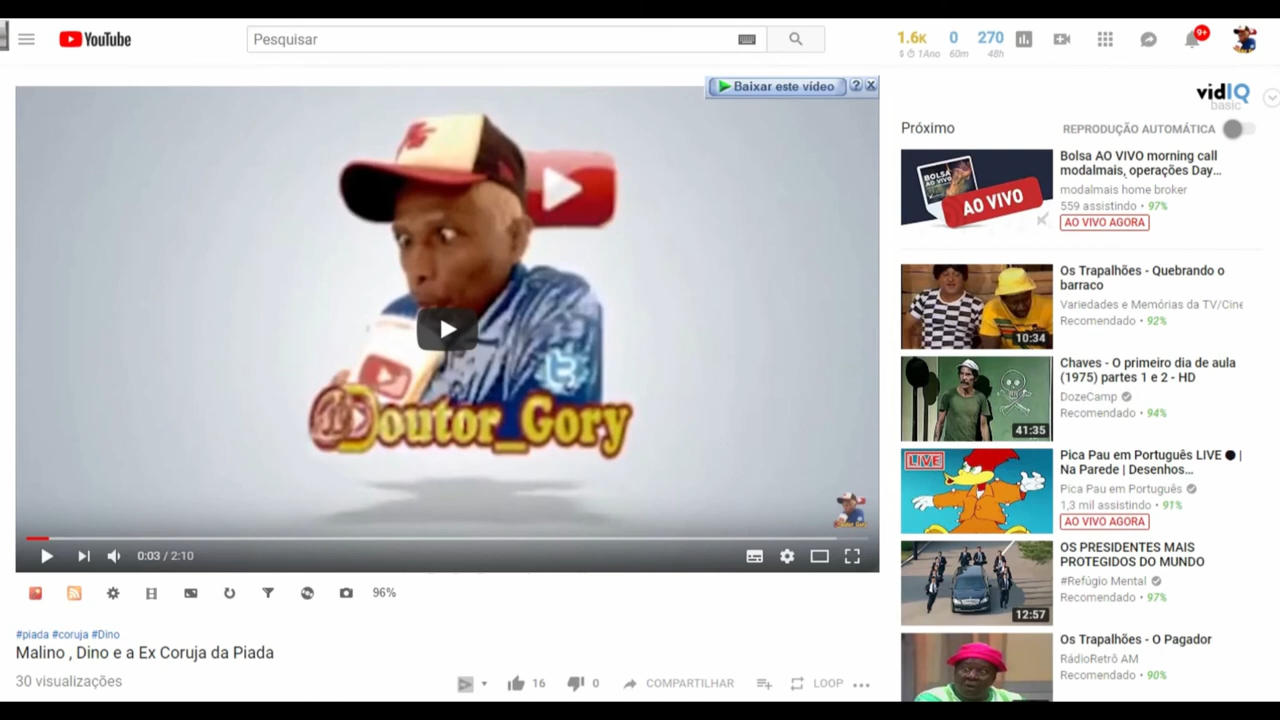 YouTube
Pesquisar
1.6K 0 270
$ 1Ano 60m 48h
9+
Baixar este vídeo ? X
vidIQ
basic
Próximo
REPRODUÇÃO AUTOMÁTICA
BOLSA
AO VIVO
AO VIVO
Bolsa AO VIVO morning call
modalmais, operações Day...
modalmais home broker
559 assistindo • 97%
AO VIVO AGORA
Os Trapalhões - Quebrando o
barraco
Variedades e Memórias da TV/Cine
Recomendado • 92%
10:34
Chaves - O primeiro dia de aula
(1975) partes 1 e 2 - HD
DozeCamp
Recomendado • 94%
41:35
LIVE
Pica Pau em Português LIVE ● |
Na Parede | Desenhos...
Pica Pau em Português
1,3 mil assistindo • 91%
AO VIVO AGORA
OS PRESIDENTES MAIS
PROTEGIDOS DO MUNDO
#Refúgio Mental
Recomendado • 97%
12:57
Os Trapalhões - O Pagador
RádioRetrô AM
Recomendado • 90%
@Doutor_Gory
Doutor_Gory
0:03 / 2:10
96%
#piada #coruja #Dino
Malino , Dino e a Ex Coruja da Piada
30 visualizações
16 0 COMPARTILHAR LOOP